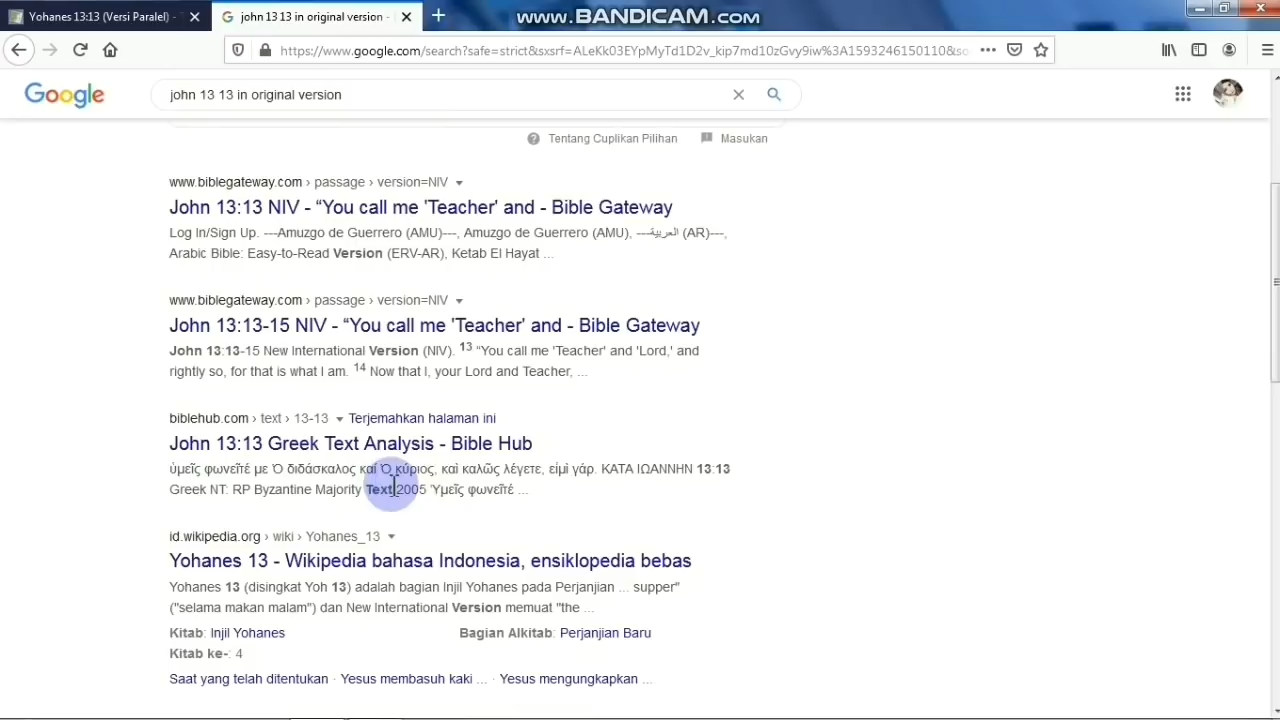 Yohanes 13:13 (Versi Paralel) -
john 13 13 in original version -
www.BANDICAM.com
https://www.google.com/search?safe=strict&sxsrf=ALeKk03EYpMyTd1D2v_kip7md10zGvy9iw%3A1593246150110&so
Google
john 13 13 in original version
Tentang Cuplikan Pilihan
Masukan
www.biblegateway.com › passage › version=NIV
John 13:13 NIV - “You call me 'Teacher' and - Bible Gateway
Log In/Sign Up. ---Amuzgo de Guerrero (AMU)---, Amuzgo de Guerrero (AMU), ---العربية (AR)---,
Arabic Bible: Easy-to-Read Version (ERV-AR), Ketab El Hayat ...
www.biblegateway.com › passage › version=NIV
John 13:13-15 NIV - “You call me 'Teacher' and - Bible Gateway
John 13:13-15 New International Version (NIV). 13 “You call me 'Teacher' and 'Lord,' and
rightly so, for that is what I am. 14 Now that I, your Lord and Teacher, ...
biblehub.com › text › 13-13 Terjemahkan halaman ini
John 13:13 Greek Text Analysis - Bible Hub
ὑμεῖς φωνεῖτέ με Ὁ διδάσκαλος καί Ὁ κύριος, καὶ καλῶς λέγετε, εἰμὶ γάρ. ΚΑΤΑ ΙΩΑΝΝΗΝ 13:13
Greek NT: RP Byzantine Majority Text 2005 Ὑμεῖς φωνεῖτέ ...
id.wikipedia.org › wiki › Yohanes_13
Yohanes 13 - Wikipedia bahasa Indonesia, ensiklopedia bebas
Yohanes 13 (disingkat Yoh 13) adalah bagian Injil Yohanes pada Perjanjian ... supper"
("selama makan malam") dan New International Version memuat "the ...
Kitab: Injil Yohanes
Bagian Alkitab: Perjanjian Baru
Kitab ke-: 4
Saat yang telah ditentukan · Yesus membasuh kaki ... · Yesus mengungkapkan ...